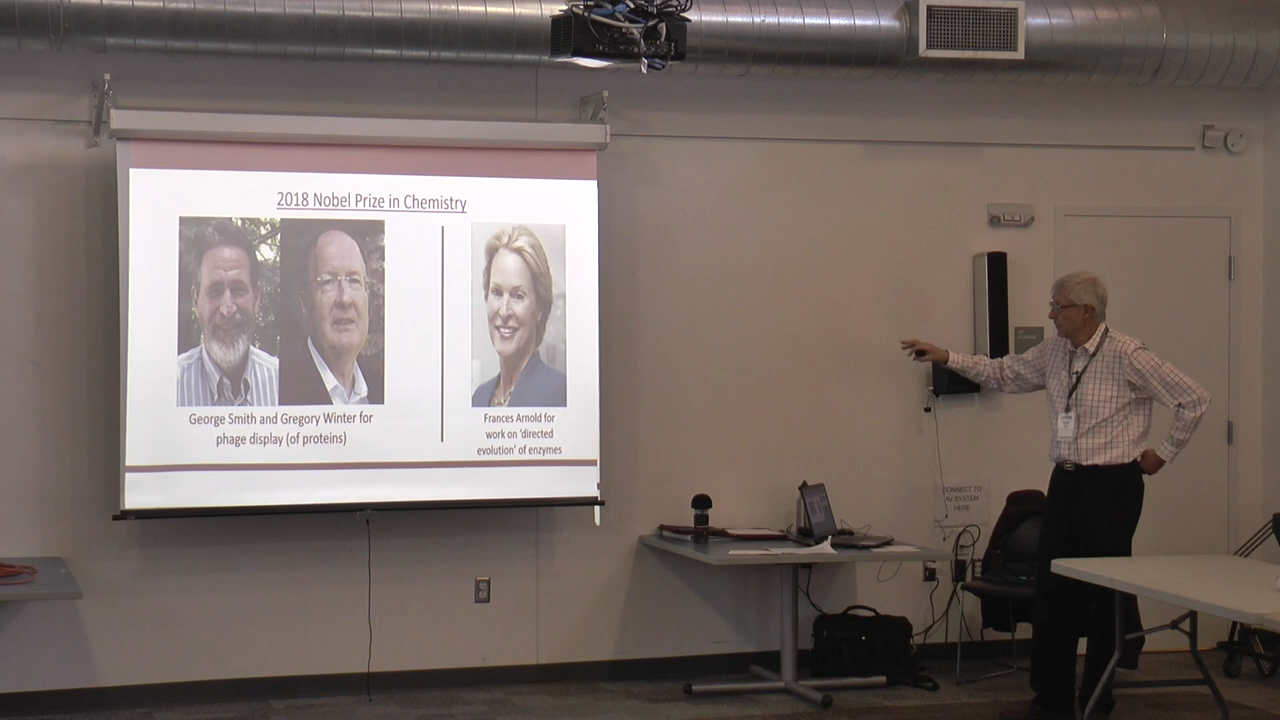 2018 Nobel Prize in Chemistry
George Smith and Gregory Winter for
phage display (of proteins)
Frances Arnold for
work on 'directed
evolution' of enzymes
CONNECT TO
AV SYSTEM
HERE